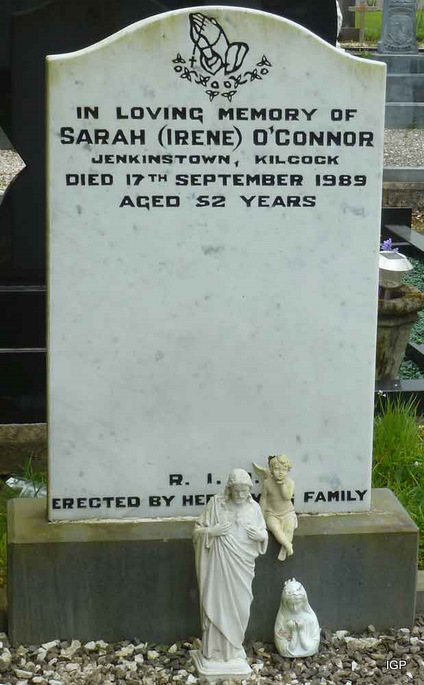 IN LOVING MEMORY OF
SARAH (IRENE) O'CONNOR
JENKINSTOWN, KILCOCK
DIED 17TH SEPTEMBER 1989
AGED 52 YEARS
R. I.
ERECTED BY FAMILY
IGP